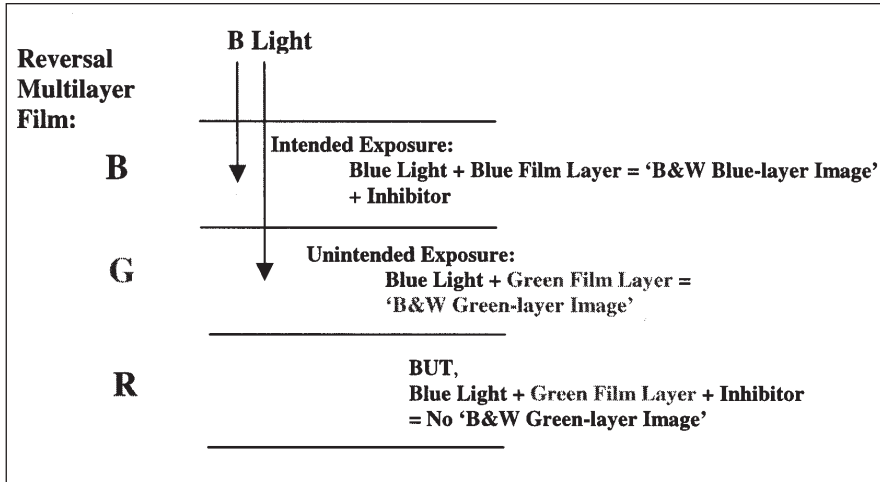 B Light
Reversal
Multilayer
Film:
Intended Exposure:
B
Blue Light + Blue Film Layer = ‘B&W Blue-layer Image’
+ Inhibitor
Unintended Exposure:
G
Blue Light + Green Film Layer =
‘B&W Green-layer Image’
BUT,
R
Blue Light + Green Film Layer + Inhibitor
= No ‘B&W Green-layer Image’